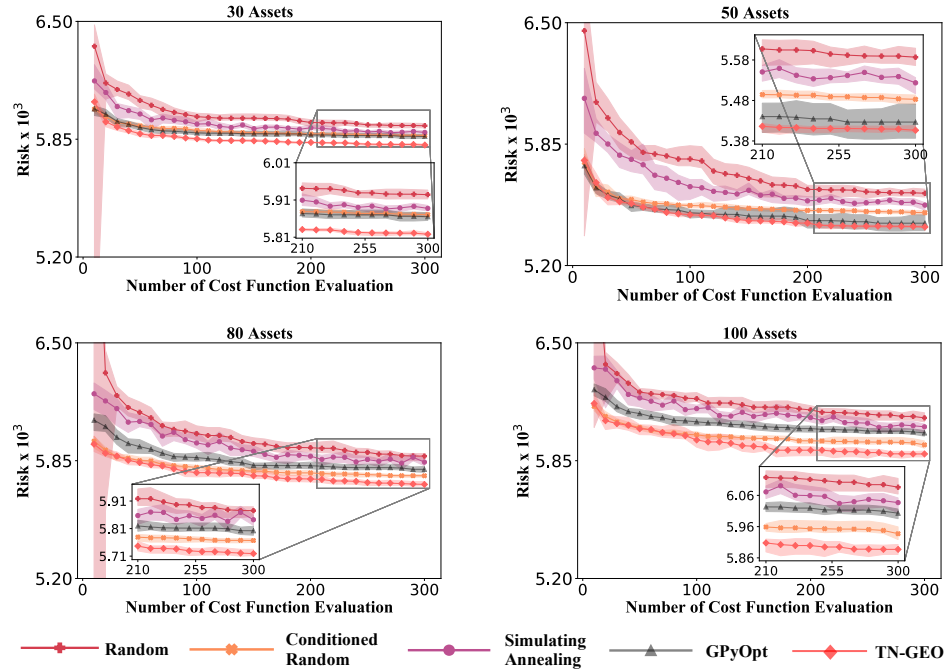 30 Assets
6.50
5.85
5.20
Risk x 10³
6.01
5.91
5.81
210
255
300
0
100
200
300
Number of Cost Function Evaluation
50 Assets
6.50
5.85
5.20
Risk x 10³
5.58
5.48
5.38
210
255
300
0
100
200
300
Number of Cost Function Evaluation
80 Assets
6.50
5.85
5.20
Risk x 10³
5.91
5.81
5.71
210
255
300
0
100
200
300
Number of Cost Function Evaluation
100 Assets
6.50
5.85
5.20
Risk x 10³
6.06
5.96
5.86
210
255
300
0
100
200
300
Number of Cost Function Evaluation
Random
Conditioned
Random
Simulating
Annealing
GPyOpt
TN-GEO